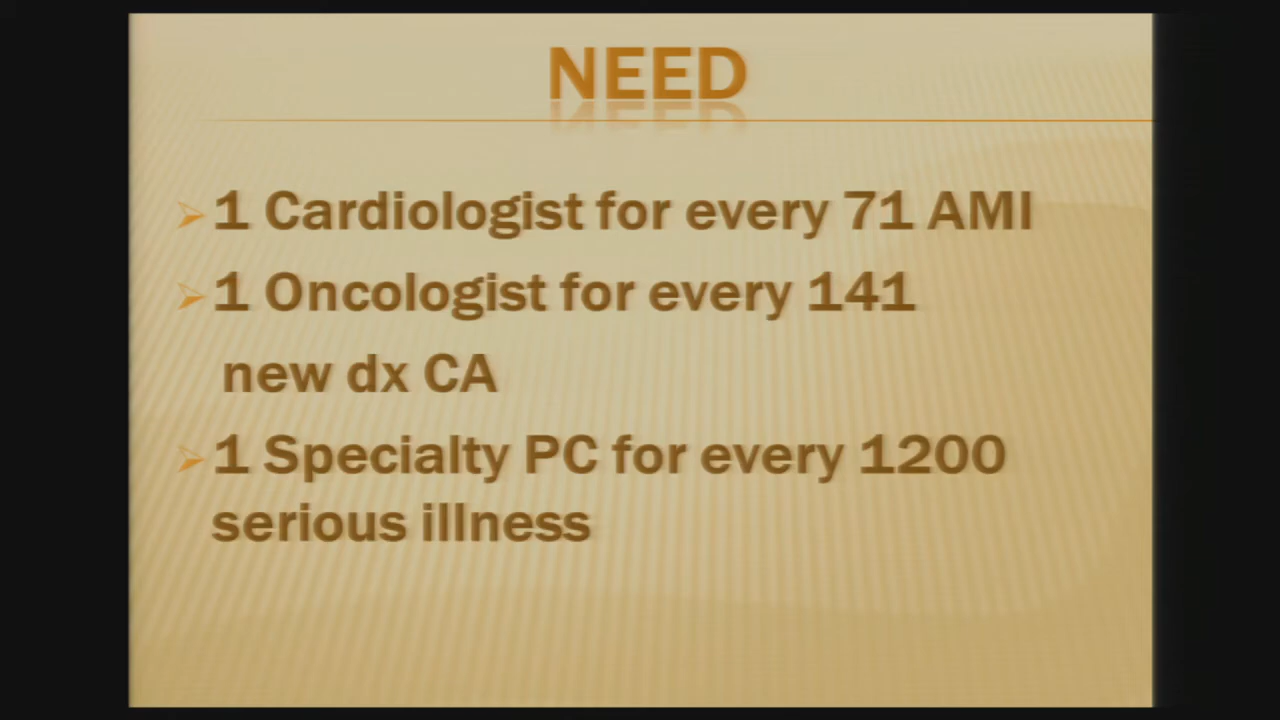 NEED
1 Cardiologist for every 71 AMI
1 Oncologist for every 141
new dx CA
1 Specialty PC for every 1200
serious illness